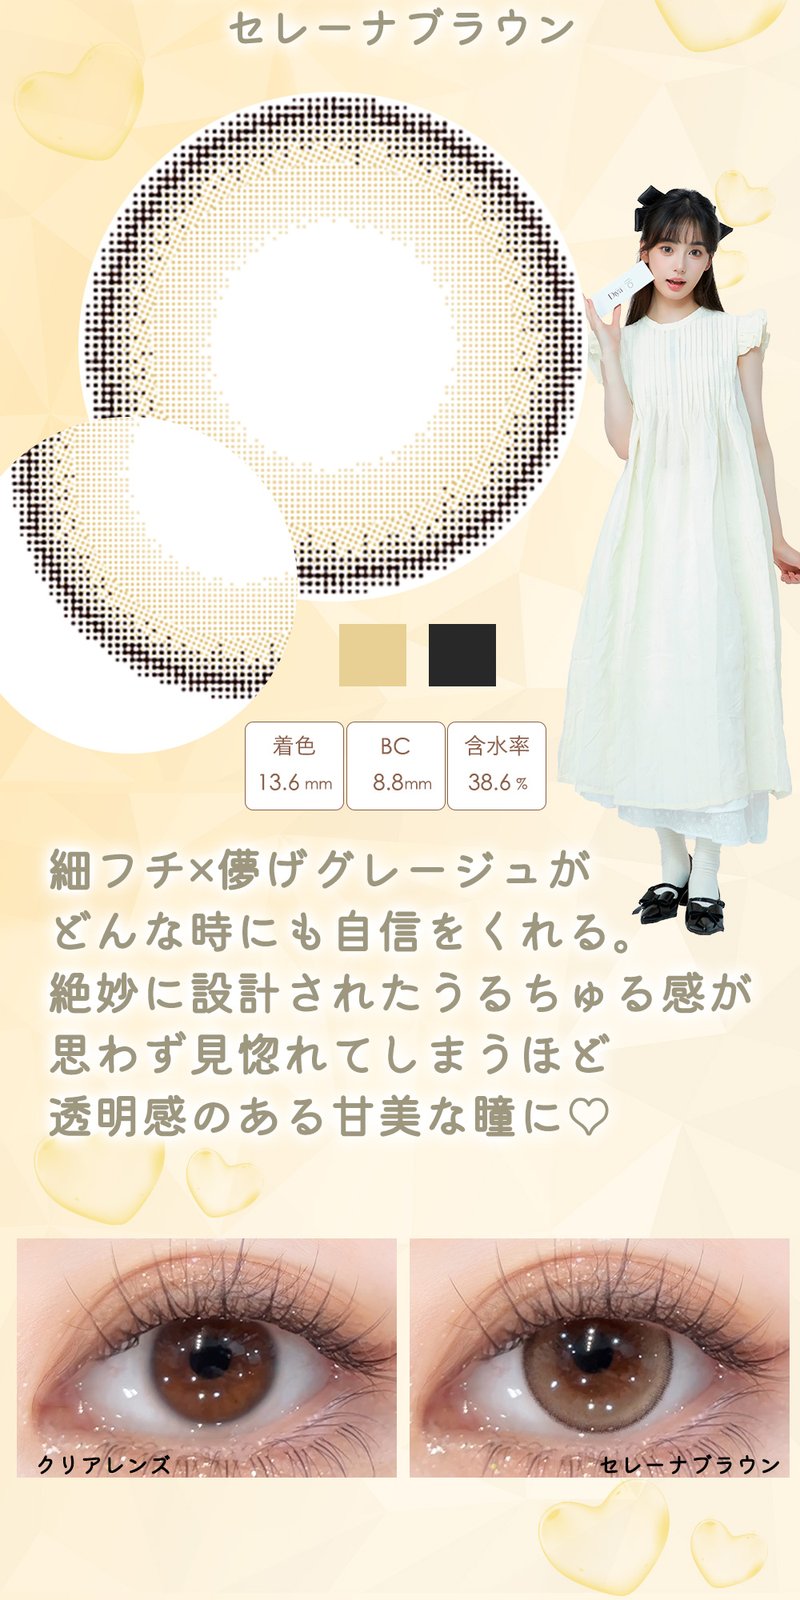 セレーナブラウン
Diya
着色
13.6 mm
BC
8.8mm
含水率
38.6 %
細フチ×儚げグレージュが
どんな時にも自信をくれる。
絶妙に設計されたうるちゅる感が
思わず見惚れてしまうほど
透明感のある甘美な瞳に♡
クリアレンズ
セレーナブラウン